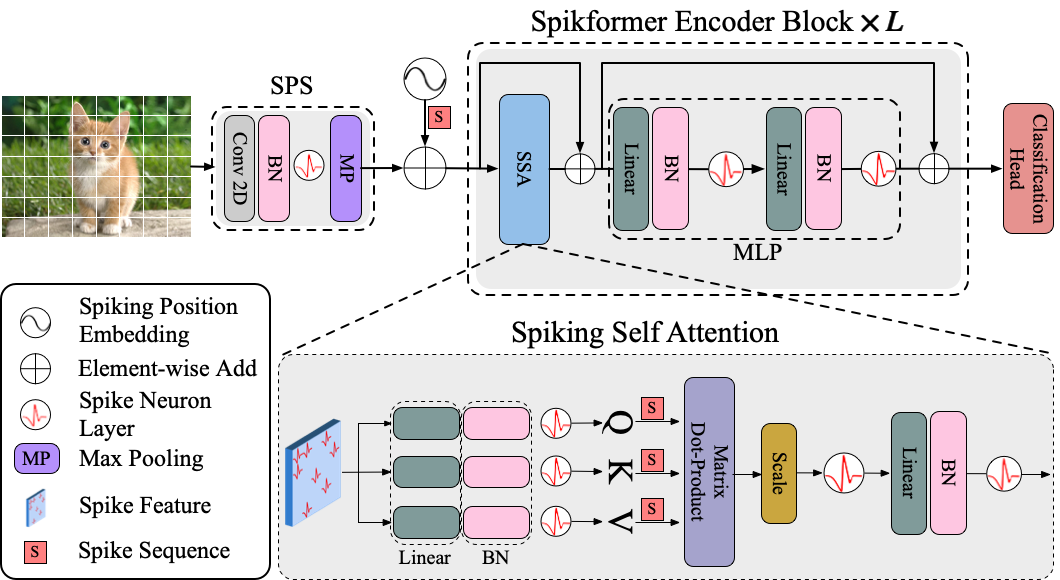 Spikformer Encoder Block × L
SPS
S
Conv 2D
BN
MP
SSA
Linear
BN
Linear
BN
MLP
Classification
Head
Spiking Position
Embedding
Element-wise Add
Spike Neuron
Layer
MP
Max Pooling
Spike Feature
S
Spike Sequence
Spiking Self Attention
Linear
BN
Q
K
V
S
S
S
Matrix
Dot-Product
Scale
Linear
BN